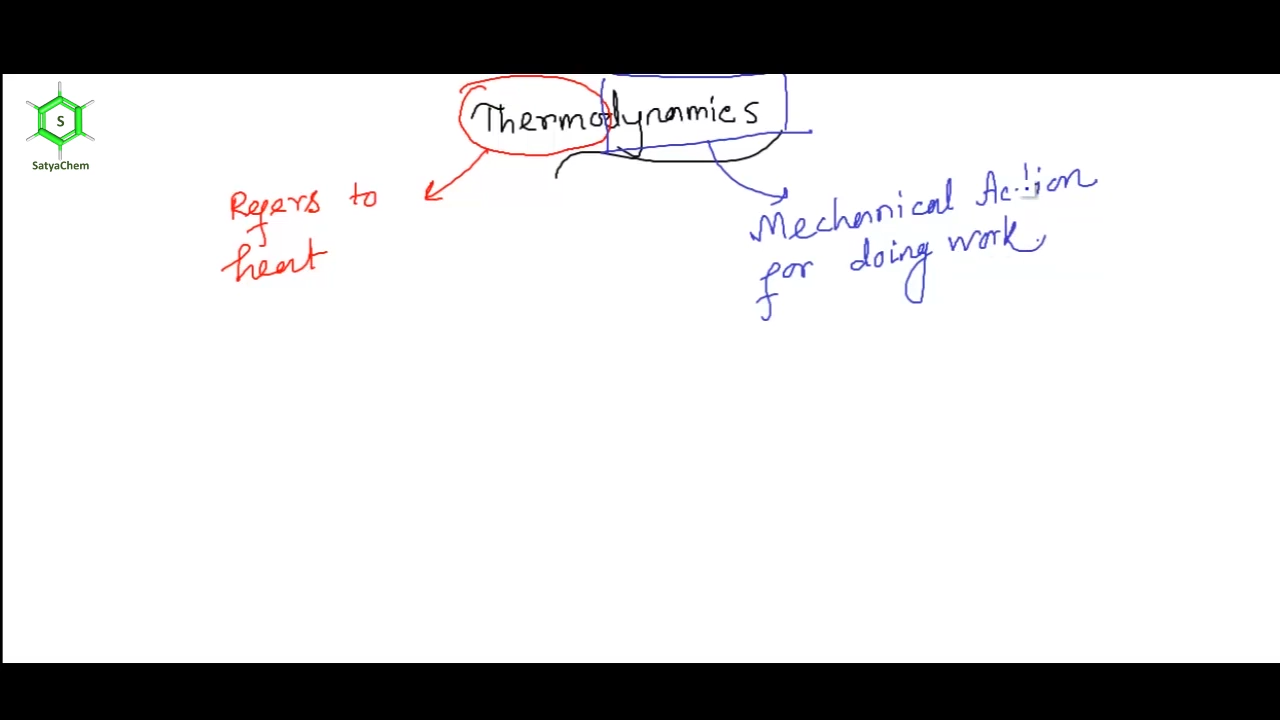 Thermodynamics
S
SatyaChem
Refers to
heat
Mechanical Action
for doing work.